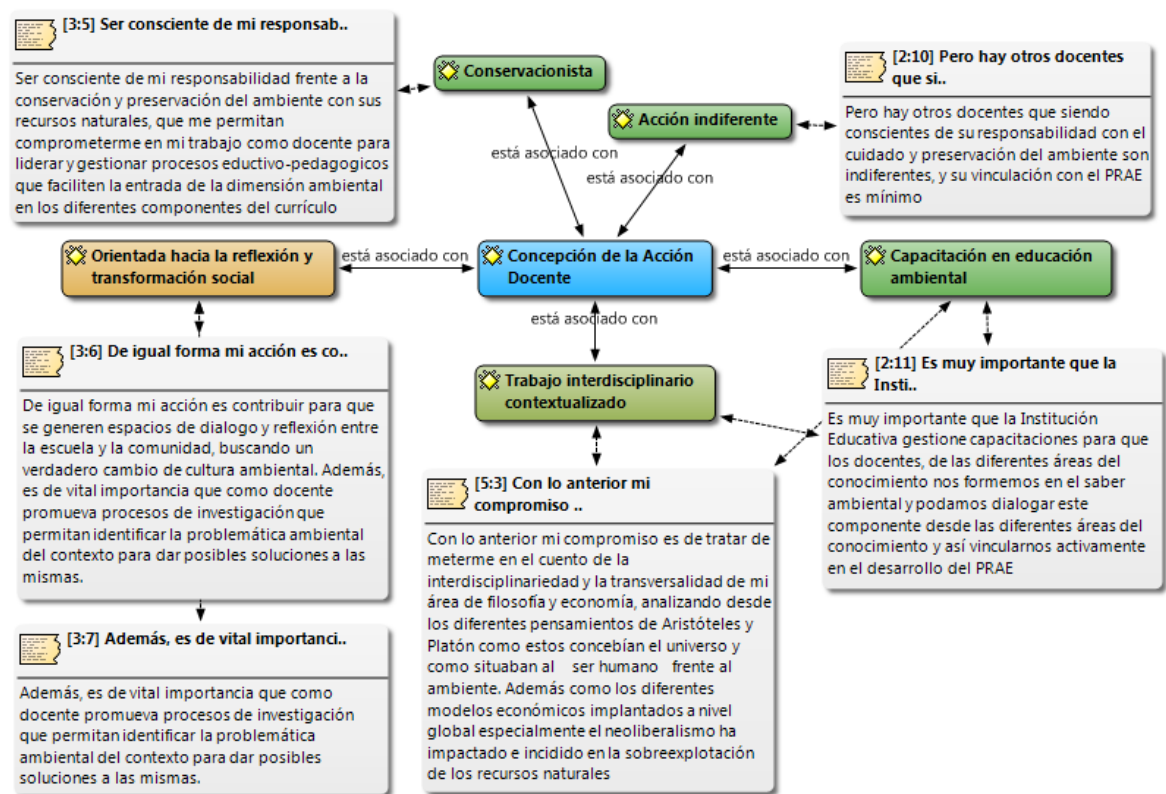 [3:5] Ser consciente de mi responsab..
Ser consciente de mi responsabilidad frente a la
conservación y preservación del ambiente con sus
recursos naturales, que me permitan
comprometerme en mi trabajo como docente para
liderar y gestionar procesos eductivo-pedagogicos
que faciliten la entrada de la dimensión ambiental
en los diferentes componentes del currículo
Conservacionista
Acción indiferente
está asociado con
está asociado con
[2:10] Pero hay otros docentes
que si..
Pero hay otros docentes que siendo
conscientes de su responsabilidad con el
cuidado y preservación del ambiente son
indiferentes, y su vinculación con el PRAE
es mínimo
Orientada hacia la reflexión y
transformación social
está asociado con
Concepción de la Acción
Docente
está asociado con
Capacitación en educación
ambiental
está asociado con
Trabajo interdisciplinario
contextualizado
[3:6] De igual forma mi acción es co..
De igual forma mi acción es contribuir para que
se generen espacios de dialogo y reflexión entre
la escuela y la comunidad, buscando un
verdadero cambio de cultura ambiental. Además,
es de vital importancia que como docente
promueva procesos de investigación que
permitan identificar la problemática ambiental
del contexto para dar posibles soluciones a las
mismas.
[2:11] Es muy importante que la
Insti..
Es muy importante que la Institución
Educativa gestione capacitaciones para que
los docentes, de las diferentes áreas del
conocimiento nos formemos en el saber
ambiental y podamos dialogar este
componente desde las diferentes áreas del
conocimiento y así vincularnos activamente
en el desarrollo del PRAE
[5:3] Con lo anterior mi
compromiso ..
Con lo anterior mi compromiso es de tratar de
meterme en el cuento de la
interdisciplinariedad y la transversalidad de mi
área de filosofía y economía, analizando desde
los diferentes pensamientos de Aristóteles y
Platón como estos concebían el universo y
como situaban al ser humano frente al
ambiente. Además como los diferentes
modelos económicos implantados a nivel
global especialmente el neoliberalismo ha
impactado e incidido en la sobreexplotación
de los recursos naturales
[3:7] Además, es de vital importanci..
Además, es de vital importancia que como
docente promueva procesos de investigación
que permitan identificar la problemática
ambiental del contexto para dar posibles
soluciones a las mismas.